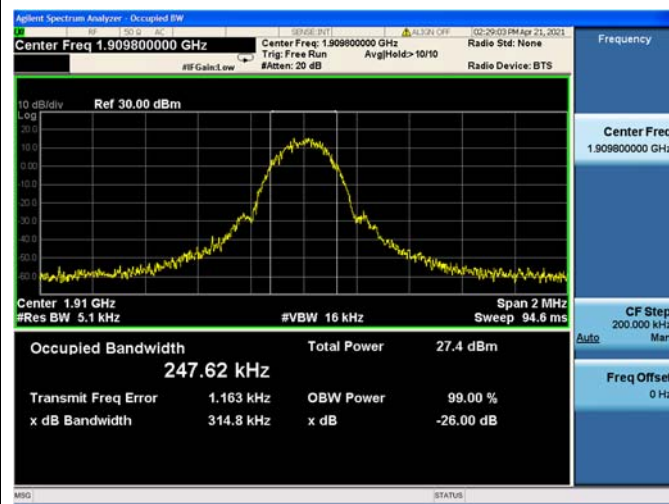 Agilent Spectrum Analyzer - Occupied BW
RF 50 Ω AC SENSE:INT ALIGN OFF 02:29:03 PM Apr 21, 2021
Center Freq 1.909800000 GHz
Center Freq: 1.909800000 GHz
Radio Std: None
Trig: Free Run Avg|Hold:> 10/10
#IFGain:Low
#Atten: 20 dB
Radio Device: BTS
Frequency
10 dB/div Ref 30.00 dBm
Log
20.0
10.0
0.00
-10.0
-20.0
-30.0
-40.0
-50.0
-60.0
Center Freq
1.909800000 GHz
Center 1.91 GHz Span 2 MHz
#Res BW 5.1 kHz #VBW 16 kHz Sweep 94.6 ms
CF Step
200.000 kHz
Auto Man
Occupied Bandwidth Total Power 27.4 dBm
247.62 kHz
Transmit Freq Error 1.163 kHz OBW Power 99.00 %
x dB Bandwidth 314.8 kHz x dB -26.00 dB
Freq Offset
0 Hz
MSG STATUS